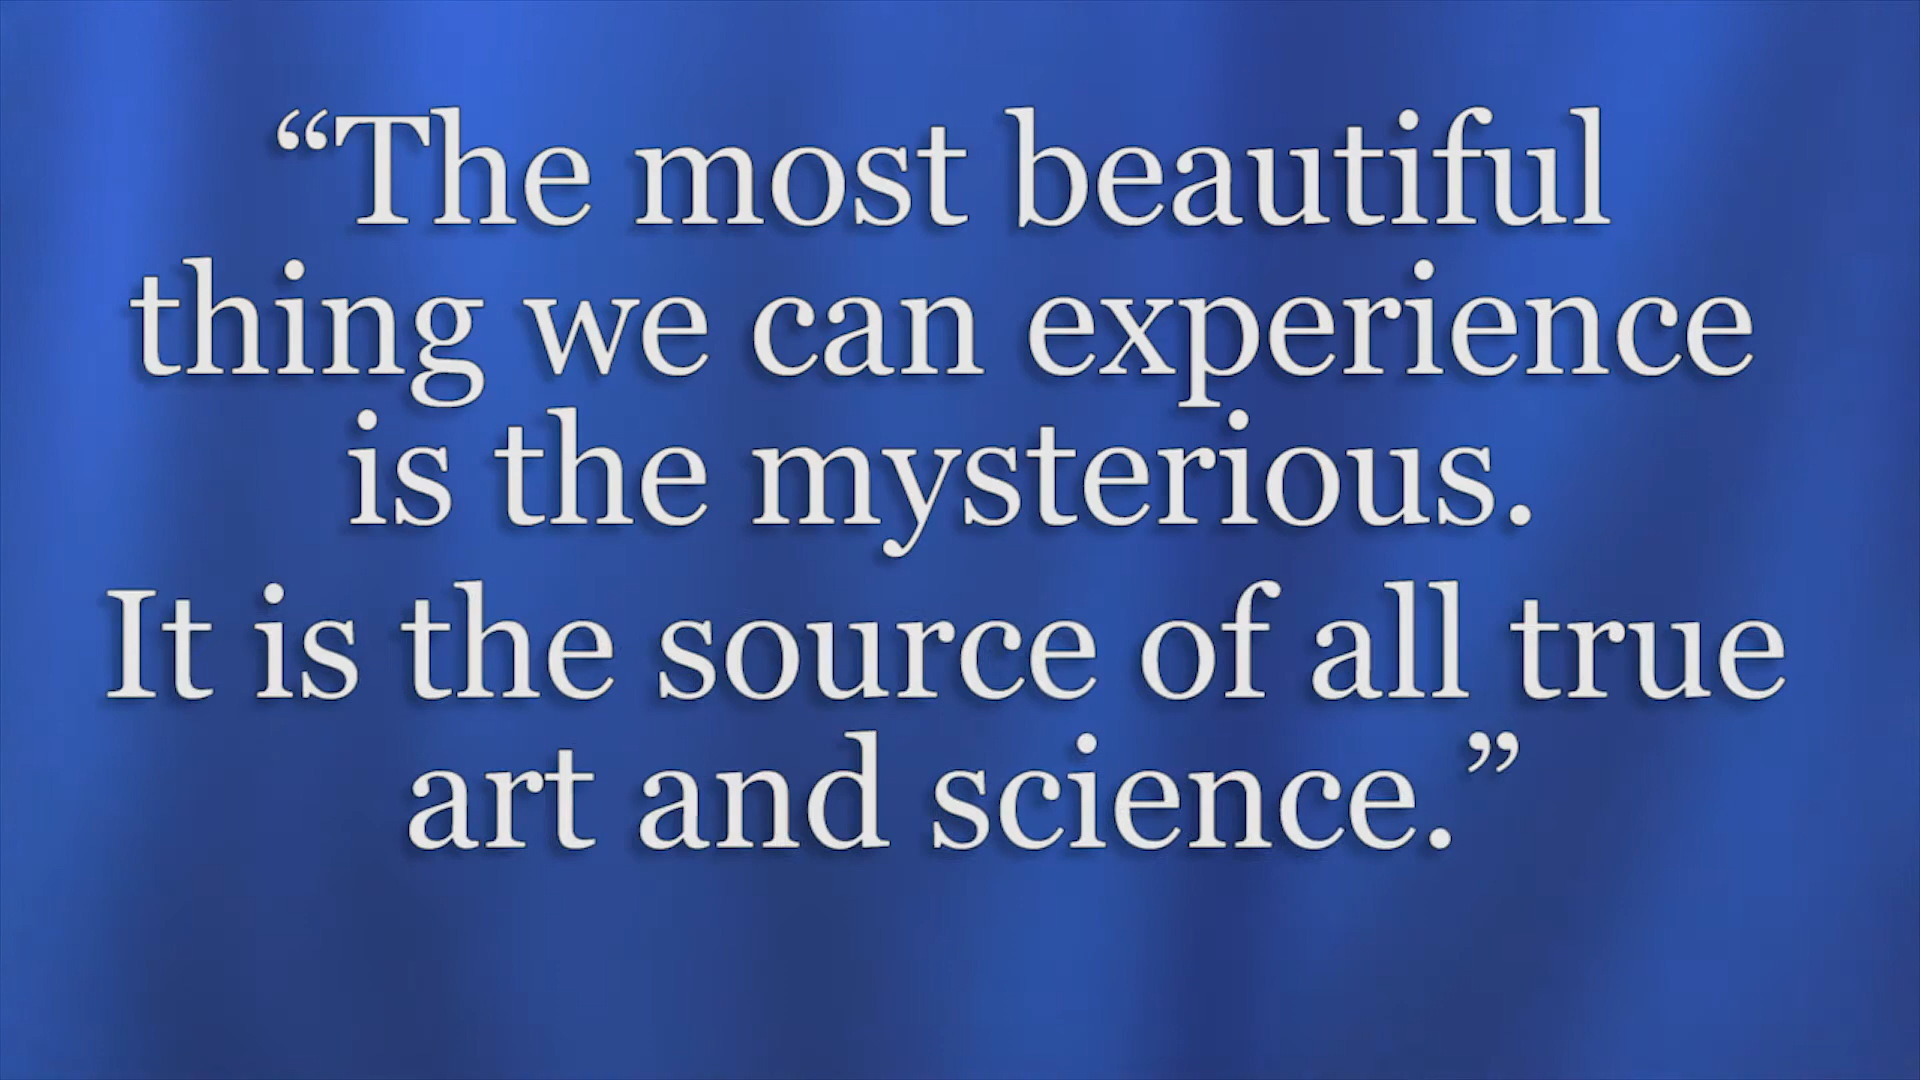 “The most beautiful
thing we can experience
is the mysterious.
It is the source of all true
art and science.”